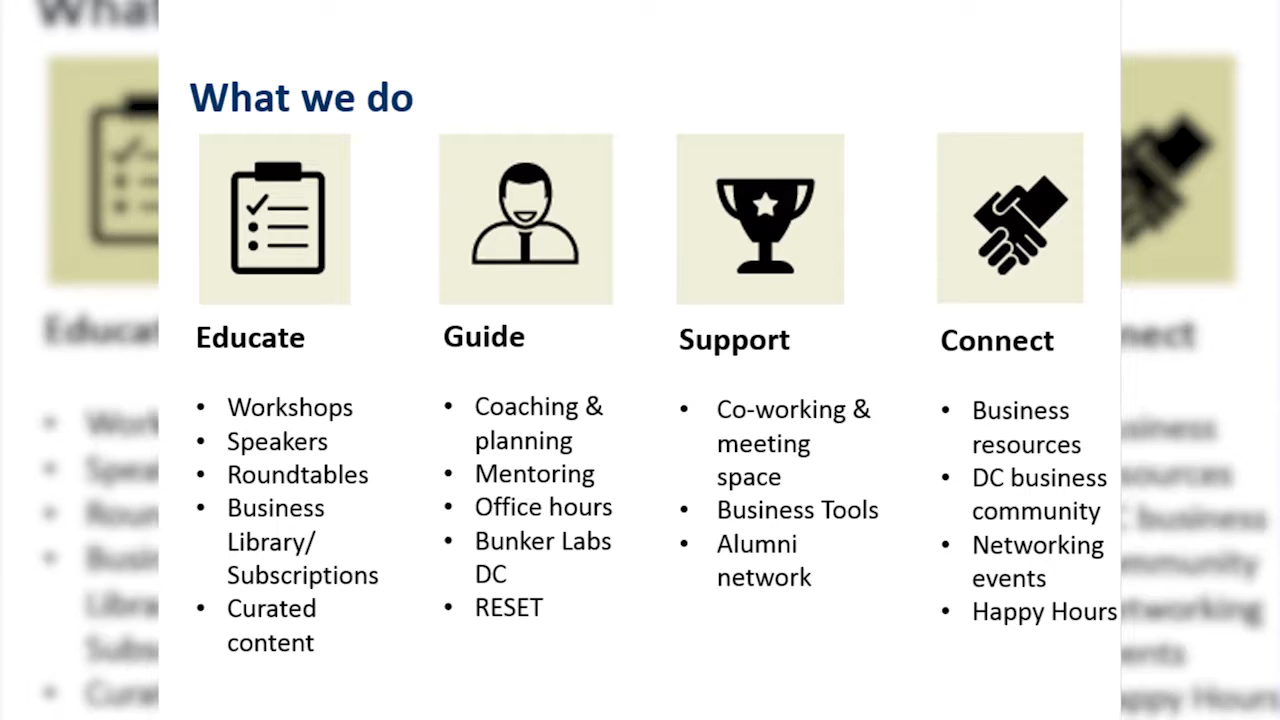 What we do
Educate
• Workshops
• Speakers
• Roundtables
• Business
Library/
Subscriptions
• Curated
content
Guide
• Coaching &
planning
• Mentoring
• Office hours
• Bunker Labs
DC
• RESET
Support
• Co-working &
meeting
space
• Business Tools
• Alumni
network
Connect
• Business
resources
• DC business
community
• Networking
events
• Happy Hours